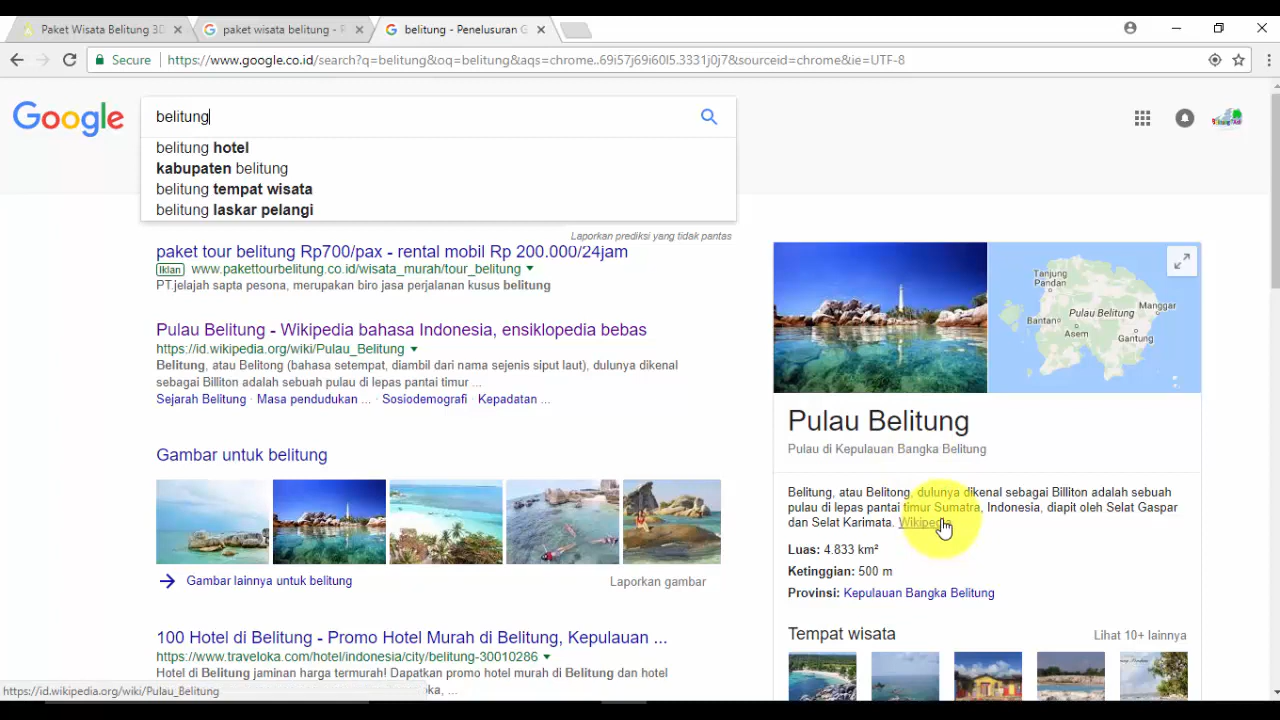 Paket Wisata Belitung 3D
paket wisata belitung - P
belitung - Penelusuran G
Secure
https://www.google.co.id/search?q=belitung&oq=belitung&aqs=chrome..69i57j69i60l5.3331j0j7&sourceid=chrome&ie=UTF-8
Google
belitung
belitung hotel
kabupaten belitung
belitung tempat wisata
belitung laskar pelangi
Laporkan prediksi yang tidak pantas
paket tour belitung Rp700/pax - rental mobil Rp 200.000/24jam
Iklan www.pakettourbelitung.co.id/wisata_murah/tour_belitung
PT.jelajah sapta pesona, merupakan biro jasa perjalanan kusus belitung
Pulau Belitung - Wikipedia bahasa Indonesia, ensiklopedia bebas
https://id.wikipedia.org/wiki/Pulau_Belitung
Belitung, atau Belitong (bahasa setempat, diambil dari nama sejenis siput laut), dulunya dikenal
sebagai Billiton adalah sebuah pulau di lepas pantai timur ...
Sejarah Belitung · Masa pendudukan ... · Sosiodemografi · Kepadatan ...
Gambar untuk belitung
Gambar lainnya untuk belitung
Laporkan gambar
100 Hotel di Belitung - Promo Hotel Murah di Belitung, Kepulauan ...
https://www.traveloka.com/hotel/indonesia/city/belitung-30010286
Hotel di Belitung jaminan harga termurah! Dapatkan promo hotel murah di Belitung dan hotel
https://id.wikipedia.org/wiki/Pulau_Belitung
Tanjung
Pandan
Manggar
Pulau Belitung
Bantan
Asem
Gantung
Pulau Belitung
Pulau di Kepulauan Bangka Belitung
Belitung, atau Belitong, dulunya dikenal sebagai Billiton adalah sebuah
pulau di lepas pantai timur Sumatra, Indonesia, diapit oleh Selat Gaspar
dan Selat Karimata. Wikipedia
Luas: 4.833 km²
Ketinggian: 500 m
Provinsi: Kepulauan Bangka Belitung
Tempat wisata
Lihat 10+ lainnya